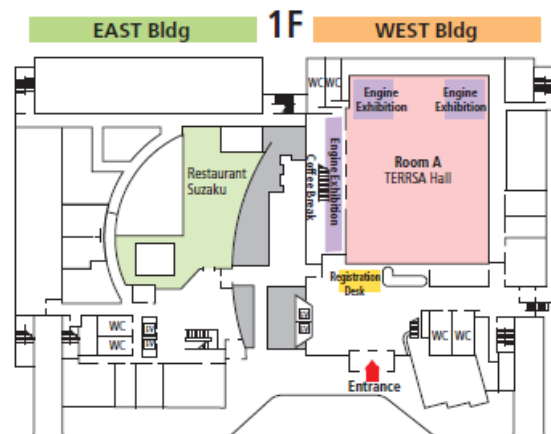 EAST Bldg
1F
WEST Bldg
WC
WC
Engine
Exhibition
Engine
Exhibition
Restaurant
Suzaku
Coffee Break
Engine Exhibition
Room A
TERRSA Hall
Registration
Desk
WC
WC
EV
EV
EV
EV
WC
WC
Entrance